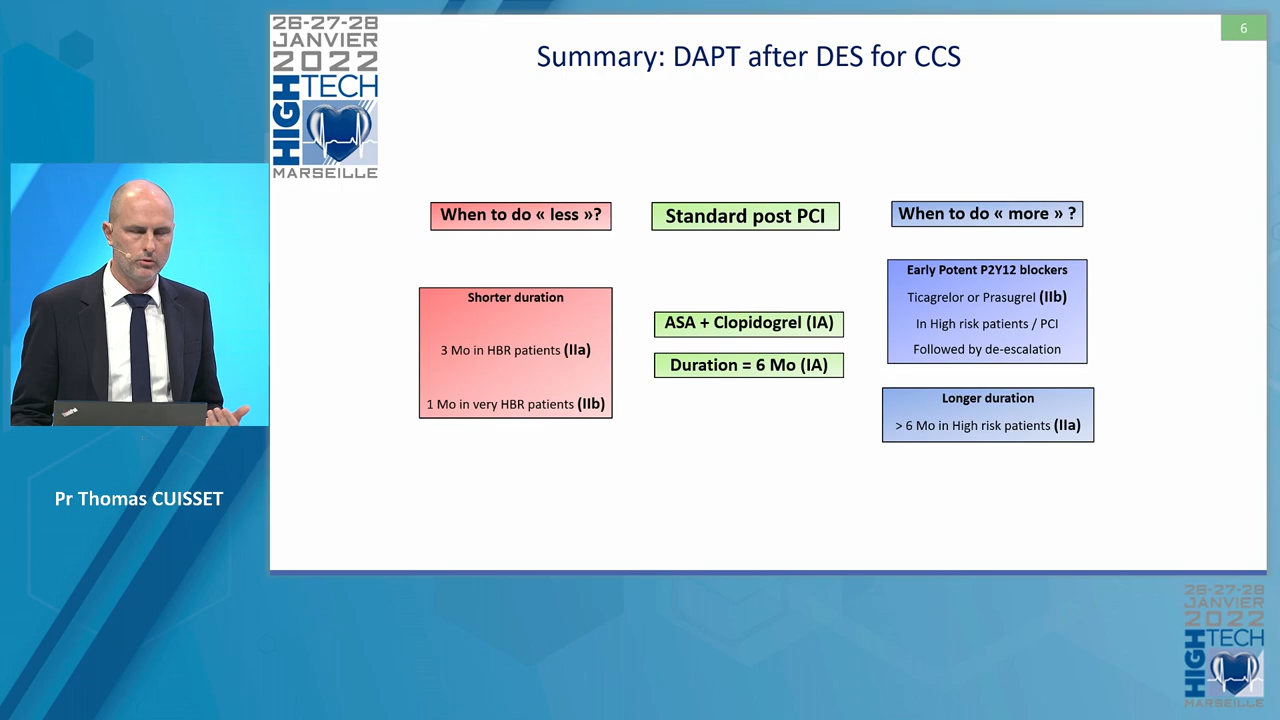 26-27-28
JANVIER
2022
HIGHTECH
MARSEILLE
6
Summary: DAPT after DES for CCS
When to do « less »?
Standard post PCI
When to do « more » ?
Shorter duration
3 Mo in HBR patients (IIa)
1 Mo in very HBR patients (IIb)
ASA + Clopidogrel (IA)
Duration = 6 Mo (IA)
Early Potent P2Y12 blockers
Ticagrelor or Prasugrel (IIb)
In High risk patients / PCI
Followed by de-escalation
Longer duration
> 6 Mo in High risk patients (IIa)
ThinkPad
Pr Thomas CUISSET
26-27-28
JANVIER
2022
HIGHTECH
MARSEILLE